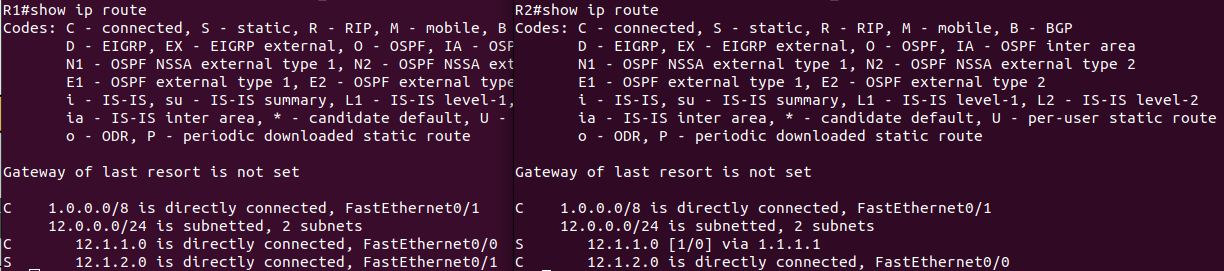 R1#show ip route
Codes: C - connected, S - static, R - RIP, M - mobile, B
       D - EIGRP, EX - EIGRP external, O - OSPF, IA - OSP
       N1 - OSPF NSSA external type 1, N2 - OSPF NSSA ext
       E1 - OSPF external type 1, E2 - OSPF external type
       i - IS-IS, su - IS-IS summary, L1 - IS-IS level-1,
       ia - IS-IS inter area, * - candidate default, U -
       o - ODR, P - periodic downloaded static route

Gateway of last resort is not set

C    1.0.0.0/8 is directly connected, FastEthernet0/1
     12.0.0.0/24 is subnetted, 2 subnets
C       12.1.1.0 is directly connected, FastEthernet0/0
S       12.1.2.0 is directly connected, FastEthernet0/1
R2#show ip route
Codes: C - connected, S - static, R - RIP, M - mobile, B - BGP
       D - EIGRP, EX - EIGRP external, O - OSPF, IA - OSPF inter area
       N1 - OSPF NSSA external type 1, N2 - OSPF NSSA external type 2
       E1 - OSPF external type 1, E2 - OSPF external type 2
       i - IS-IS, su - IS-IS summary, L1 - IS-IS level-1, L2 - IS-IS level-2
       ia - IS-IS inter area, * - candidate default, U - per-user static route
       o - ODR, P - periodic downloaded static route

Gateway of last resort is not set

C    1.0.0.0/8 is directly connected, FastEthernet0/1
     12.0.0.0/24 is subnetted, 2 subnets
S       12.1.1.0 [1/0] via 1.1.1.1
C       12.1.2.0 is directly connected, FastEthernet0/0